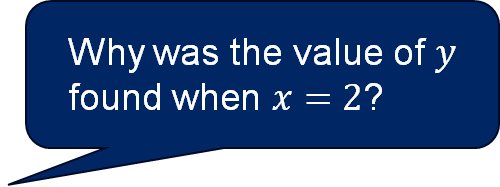 Why was the value of y
found when x = 2?